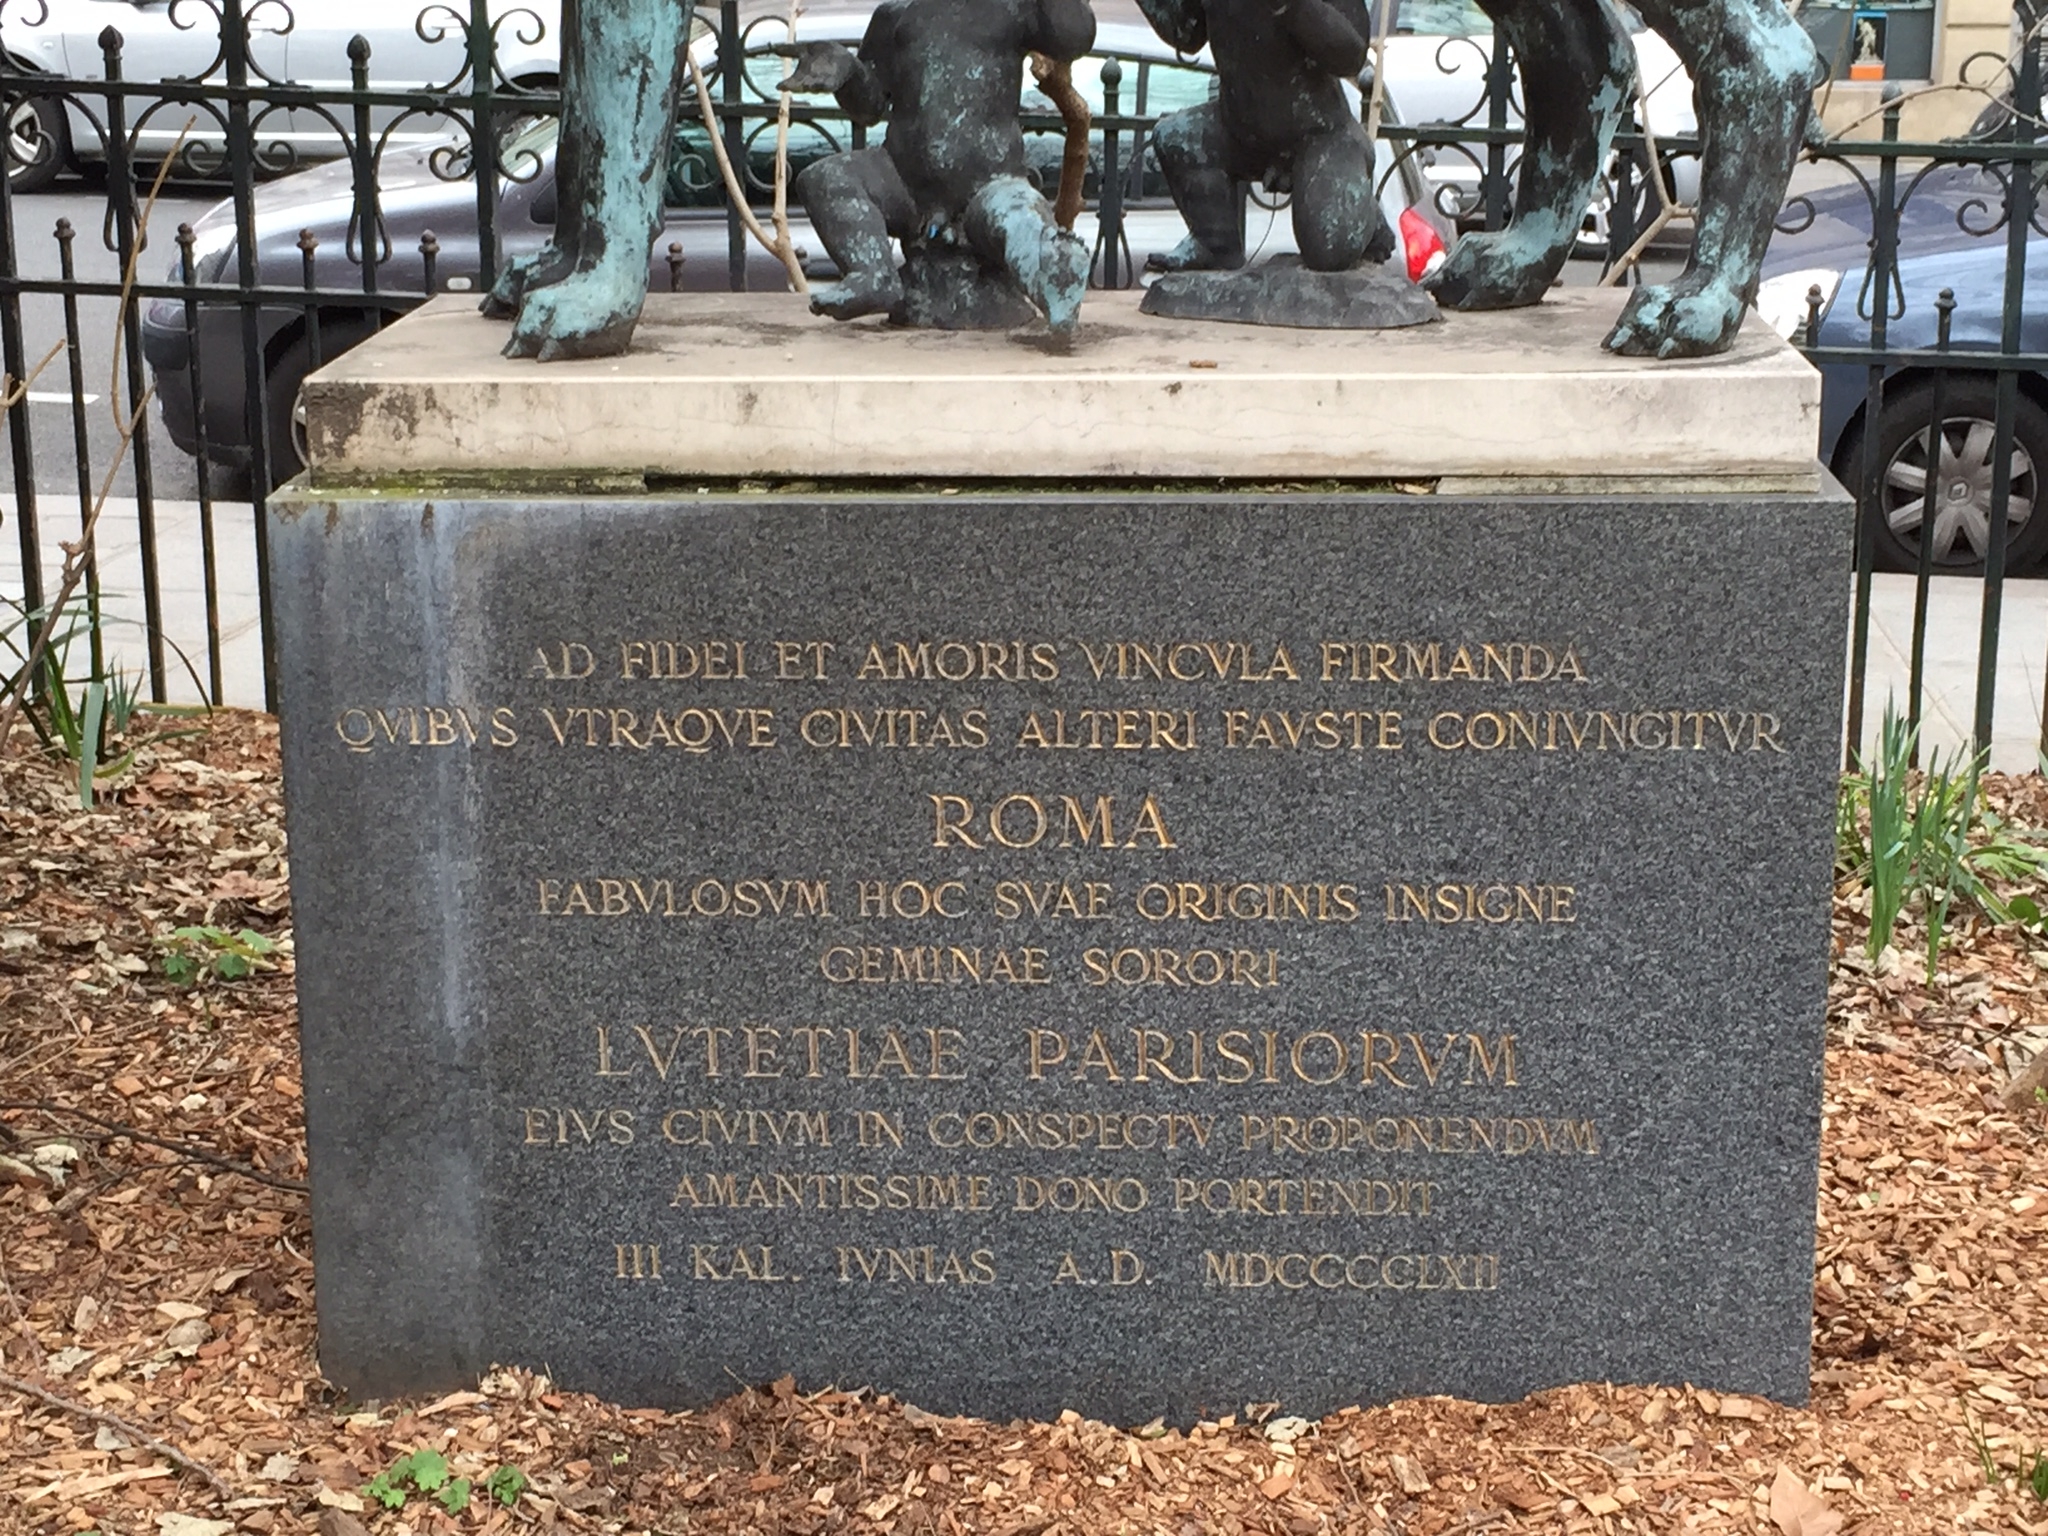 AD FIDEI ET AMORIS VINCVLA FIRMANDA
QVIBVS VTRAQVE CIVITAS ALTERI FAVSTE CONIVNGITVR
ROMA
FABVLOSVM HOC SVAE ORIGINIS INSIGNE
GEMINAE SORORI
LVTETIAE PARISIORVM
EIVS CIVIVM IN CONSPECTV PROPONENDVM
AMANTISSIME DONO PORTENDIT
III KAL. IVNIAS A. D. MDCCCCLXII